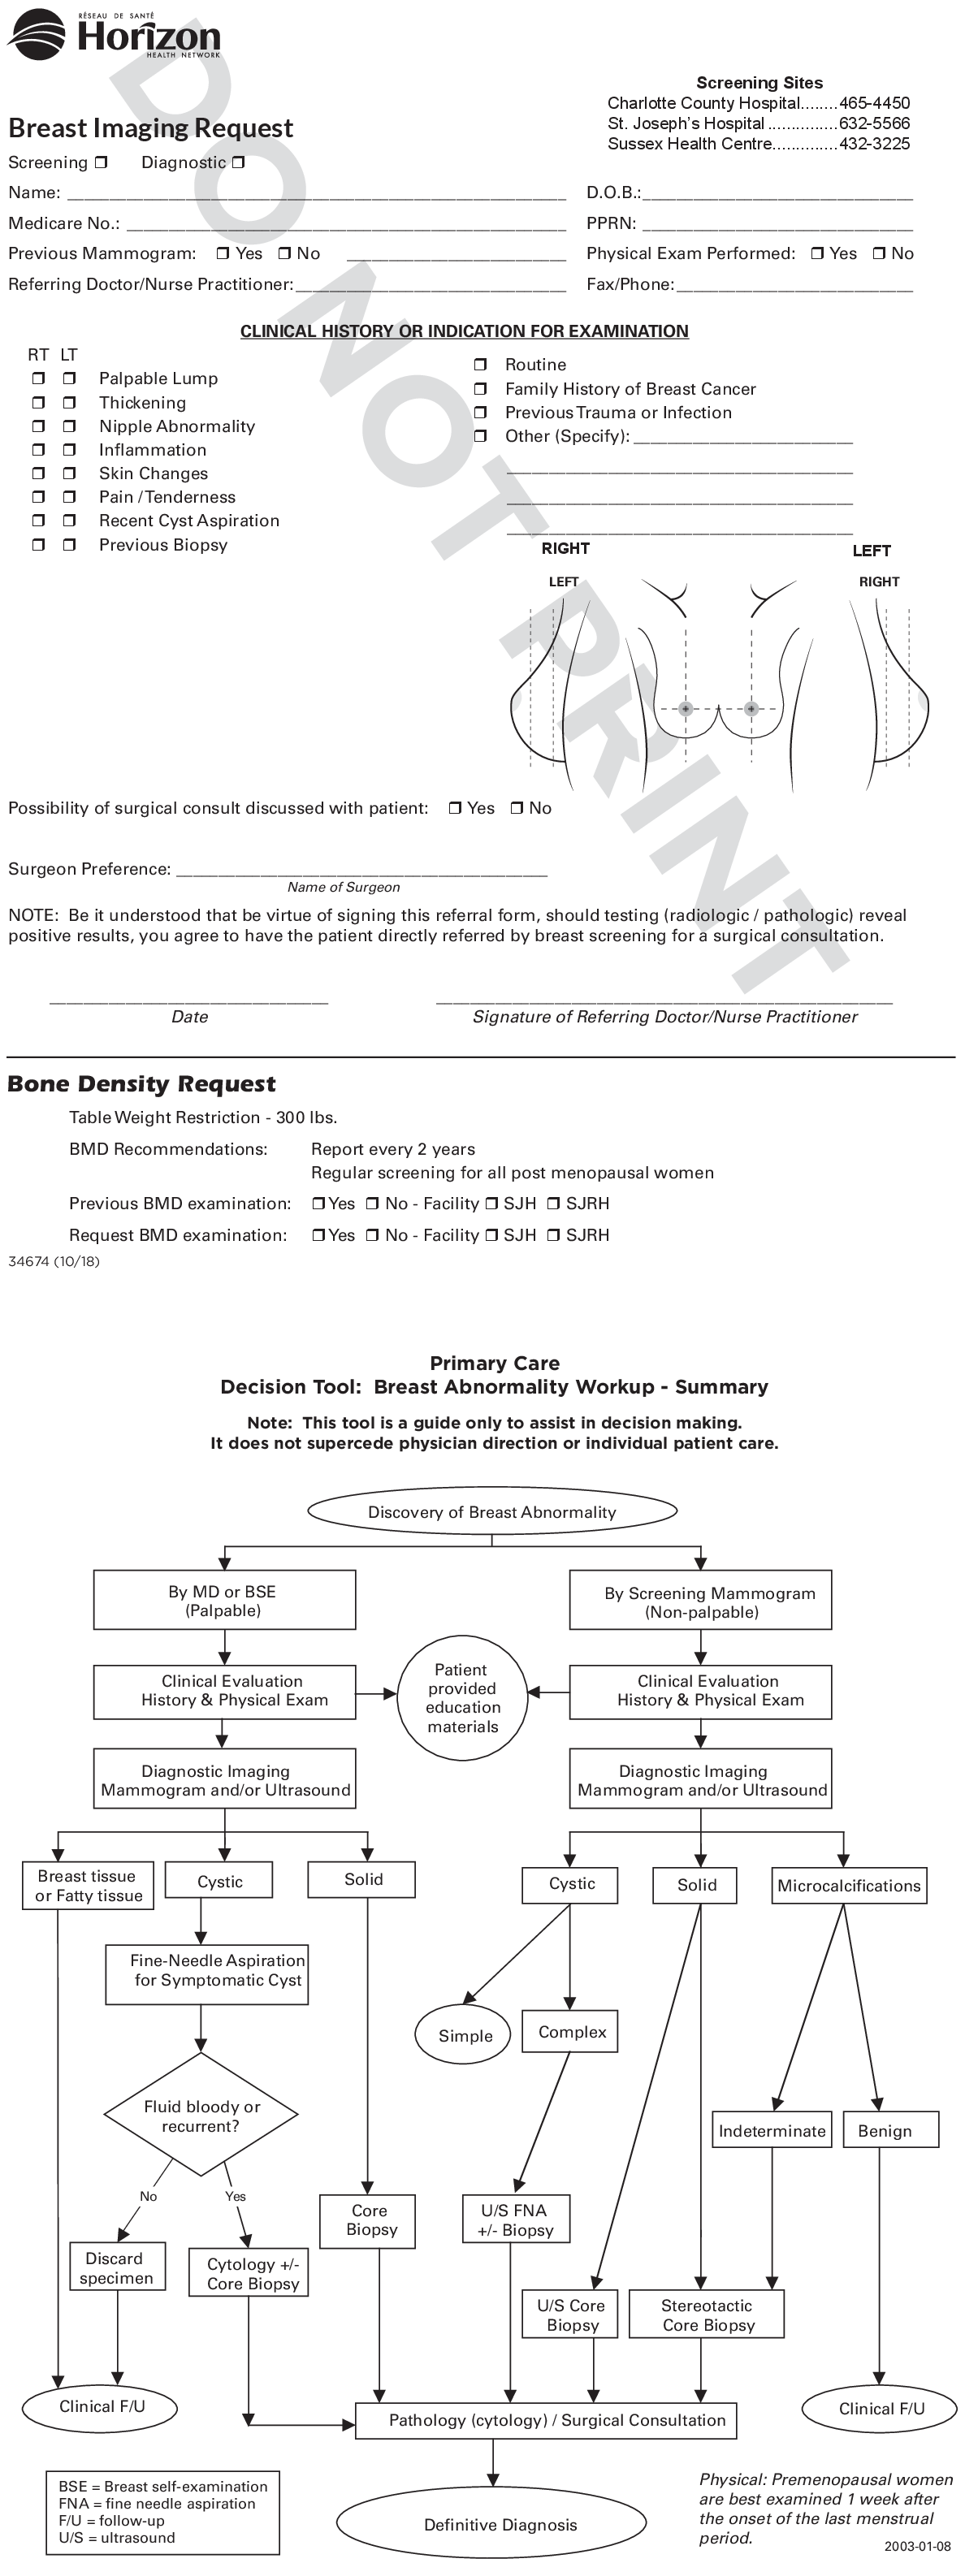 RÉSEAU DE SANTÉ
Horizon
HEALTH NETWORK
Screening Sites
Charlotte County Hospital........465-4450
St. Joseph's Hospital ...............632-5566
Sussex Health Centre..............432-3225
Breast Imaging Request
Screening ❒ Diagnostic ❒
Name: ____ D.O.B.:____
Medicare No.: ____ PPRN: ____
Previous Mammogram: ❒ Yes ❒ No ____ Physical Exam Performed: ❒ Yes ❒ No
Referring Doctor/Nurse Practitioner:____ Fax/Phone:____
CLINICAL HISTORY OR INDICATION FOR EXAMINATION
RT LT
❒ ❒ Palpable Lump
❒ ❒ Thickening
❒ ❒ Nipple Abnormality
❒ ❒ Inflammation
❒ ❒ Skin Changes
❒ ❒ Pain / Tenderness
❒ ❒ Recent Cyst Aspiration
❒ ❒ Previous Biopsy
❒ Routine
❒ Family History of Breast Cancer
❒ Previous Trauma or Infection
❒ Other (Specify): ____
RIGHT LEFT
LEFT RIGHT
DO NOT PRINT
Possibility of surgical consult discussed with patient: ❒ Yes ❒ No
Surgeon Preference: ____
Name of Surgeon
NOTE: Be it understood that be virtue of signing this referral form, should testing (radiologic / pathologic) reveal
positive results, you agree to have the patient directly referred by breast screening for a surgical consultation.
Date Signature of Referring Doctor/Nurse Practitioner
Bone Density Request
Table Weight Restriction - 300 lbs.
BMD Recommendations: Report every 2 years
Regular screening for all post menopausal women
Previous BMD examination: ❒ Yes ❒ No - Facility ❒ SJH ❒ SJRH
Request BMD examination: ❒ Yes ❒ No - Facility ❒ SJH ❒ SJRH
34674 (10/18)
Primary Care
Decision Tool: Breast Abnormality Workup - Summary
Note: This tool is a guide only to assist in decision making.
It does not supercede physician direction or individual patient care.
Discovery of Breast Abnormality
By MD or BSE
(Palpable)
By Screening Mammogram
(Non-palpable)
Clinical Evaluation
History & Physical Exam
Patient
provided
education
materials
Clinical Evaluation
History & Physical Exam
Diagnostic Imaging
Mammogram and/or Ultrasound
Diagnostic Imaging
Mammogram and/or Ultrasound
Breast tissue
or Fatty tissue
Cystic
Solid
Cystic
Solid
Microcalcifications
Fine-Needle Aspiration
for Symptomatic Cyst
Simple
Complex
Fluid bloody or
recurrent?
Indeterminate
Benign
No
Yes
Core
Biopsy
U/S FNA
+/- Biopsy
Discard
specimen
Cytology +/-
Core Biopsy
U/S Core
Biopsy
Stereotactic
Core Biopsy
Clinical F/U
Pathology (cytology) / Surgical Consultation
Clinical F/U
BSE = Breast self-examination
FNA = fine needle aspiration
F/U = follow-up
U/S = ultrasound
Definitive Diagnosis
Physical: Premenopausal women
are best examined 1 week after
the onset of the last menstrual
period.
2003-01-08